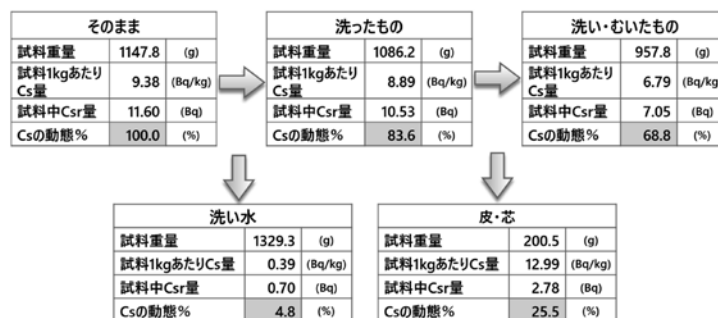 そのまま
試料重量 1147.8 (g)
試料1kgあたり
Cs量 9.38 (Bq/kg)
試料中Csr量 11.60 (Bq)
Csの動態% 100.0 (%)
洗ったもの
試料重量 1086.2 (g)
試料1kgあたり
Cs量 8.89 (Bq/kg)
試料中Csr量 10.53 (Bq)
Csの動態% 83.6 (%)
洗い・むいたもの
試料重量 957.8 (g)
試料1kgあたり
Cs量 6.79 (Bq/kg)
試料中Csr量 7.05 (Bq)
Csの動態% 68.8 (%)
洗い水
試料重量 1329.3 (g)
試料1kgあたりCs量 0.39 (Bq/kg)
試料中Csr量 0.70 (Bq)
Csの動態% 4.8 (%)
皮・芯
試料重量 200.5 (g)
試料1kgあたりCs量 12.99 (Bq/kg)
試料中Csr量 2.78 (Bq)
Csの動態% 25.5 (%)